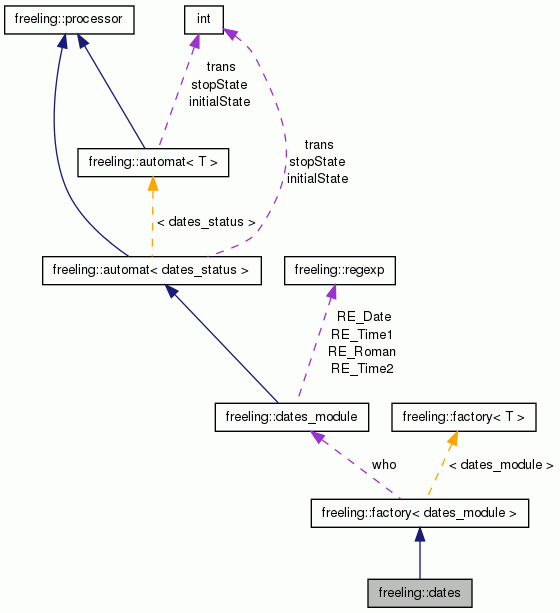 freeling::processor
int
trans
stopState
initialState
freeling::automat< T >
trans
stopState
initialState
< dates_status >
freeling::automat< dates_status >
freeling::regexp
RE_Date
RE_Time1
RE_Roman
RE_Time2
freeling::dates_module
freeling::factory< T >
who
< dates_module >
freeling::factory< dates_module >
freeling::dates